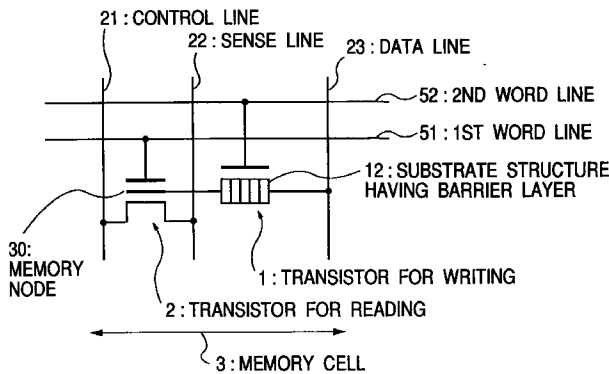 21 : CONTROL LINE
22 : SENSE LINE
23 : DATA LINE
52 : 2ND WORD LINE
51 : 1ST WORD LINE
12 : SUBSTRATE STRUCTURE
HAVING BARRIER LAYER
30:
MEMORY
NODE
1 : TRANSISTOR FOR WRITING
2 : TRANSISTOR FOR READING
3 : MEMORY CELL